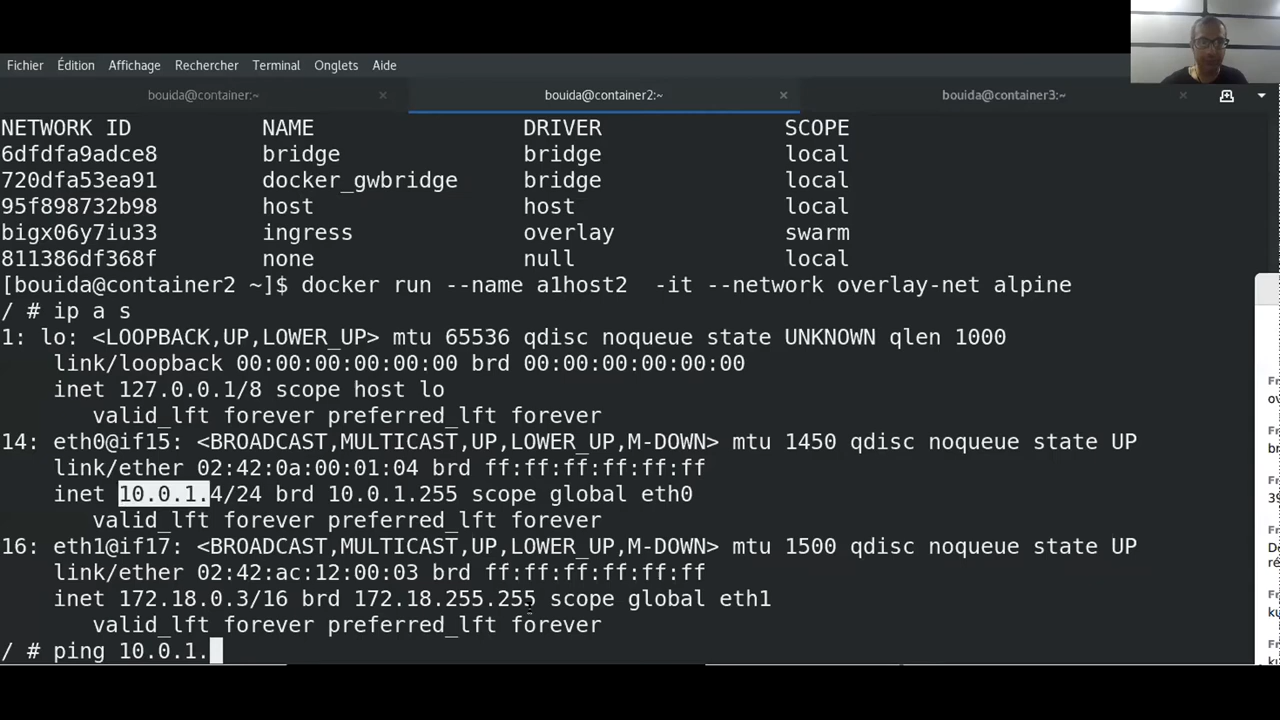 Fichier Édition Affichage Rechercher Terminal Onglets Aide
bouida@container:~ × bouida@container2:~ × bouida@container3:~ ×
NETWORK ID NAME DRIVER SCOPE
6dfdfa9adce8 bridge bridge local
720dfa53ea91 docker_gwbridge bridge local
95f898732b98 host host local
bigx06y7iu33 ingress overlay swarm
811386df368f none null local
[bouida@container2 ~]$ docker run --name a1host2  -it --network overlay-net alpine
/ # ip a s
1: lo: <LOOPBACK,UP,LOWER_UP> mtu 65536 qdisc noqueue state UNKNOWN qlen 1000
link/loopback 00:00:00:00:00:00 brd 00:00:00:00:00:00
inet 127.0.0.1/8 scope host lo
valid_lft forever preferred_lft forever
14: eth0@if15: <BROADCAST,MULTICAST,UP,LOWER_UP,M-DOWN> mtu 1450 qdisc noqueue state UP
link/ether 02:42:0a:00:01:04 brd ff:ff:ff:ff:ff:ff
inet 10.0.1.4/24 brd 10.0.1.255 scope global eth0
valid_lft forever preferred_lft forever
16: eth1@if17: <BROADCAST,MULTICAST,UP,LOWER_UP,M-DOWN> mtu 1500 qdisc noqueue state UP
link/ether 02:42:ac:12:00:03 brd ff:ff:ff:ff:ff:ff
inet 172.18.0.3/16 brd 172.18.255.255 scope global eth1
valid_lft forever preferred_lft forever
/ # ping 10.0.1.